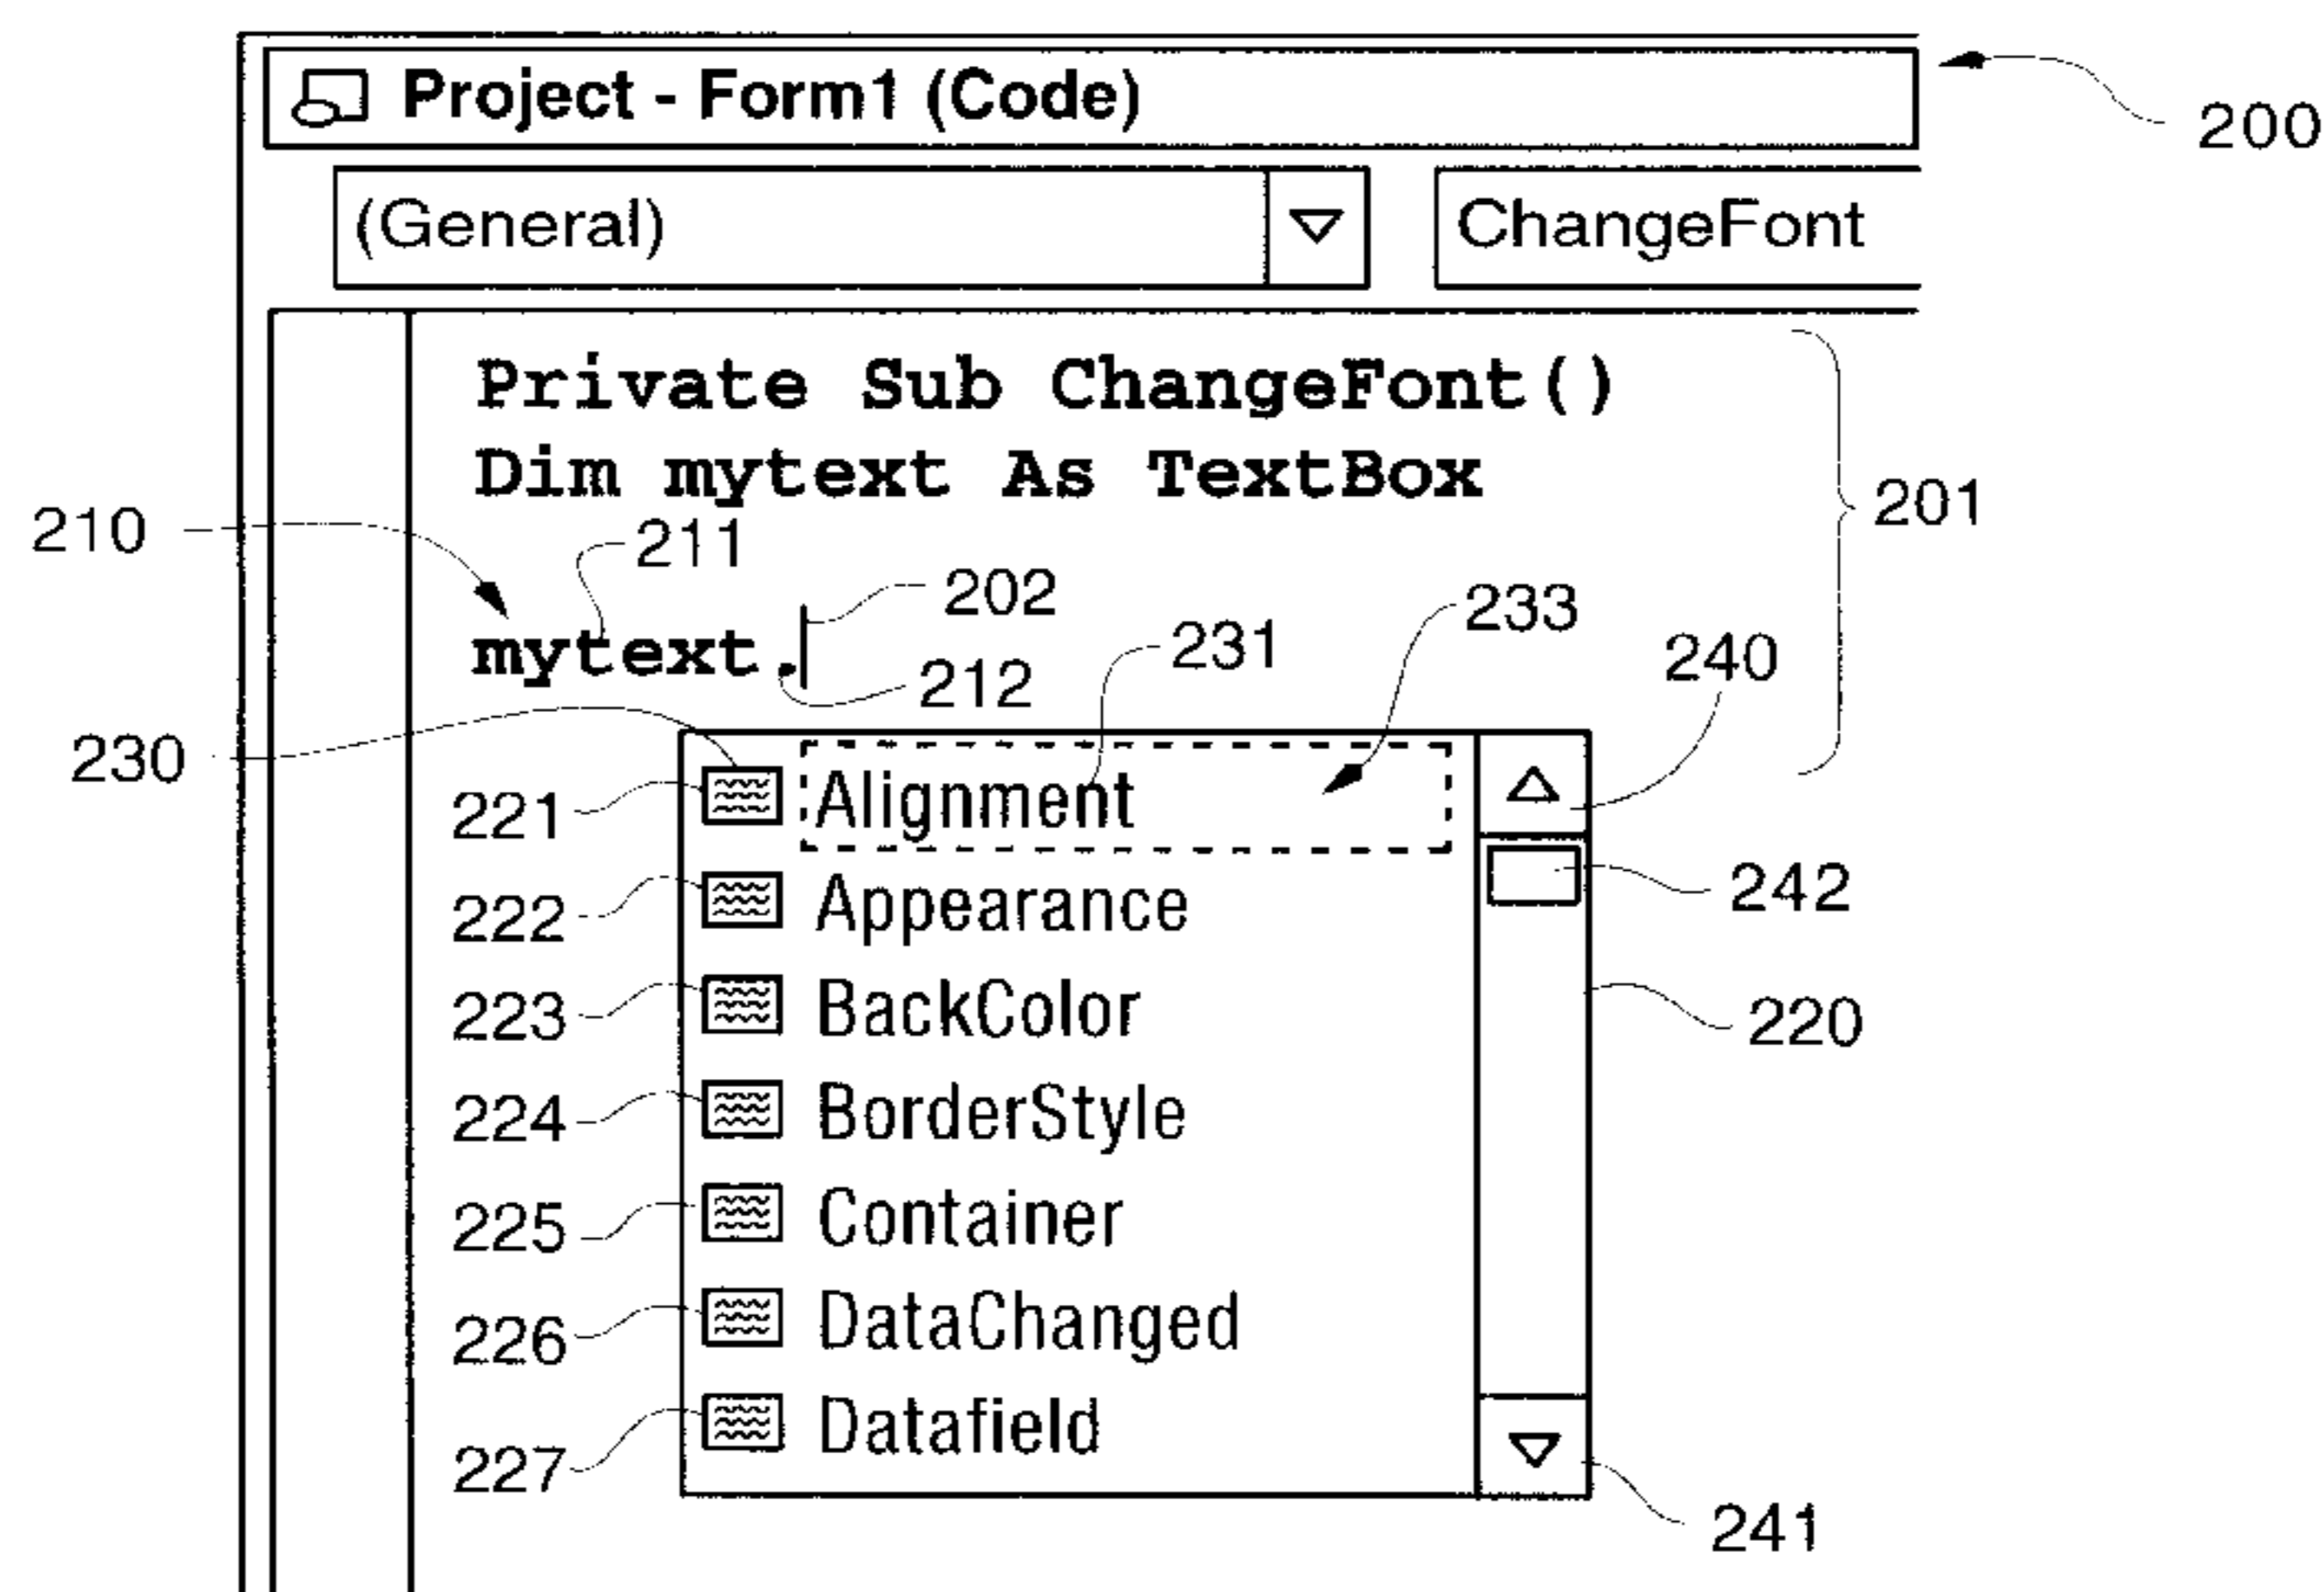 Project - Form1 (Code)
200
(General) ChangeFont
Private Sub ChangeFont()
Dim mytext As TextBox
201
210
211
202
233
231
240
mytext.
212
230
Alignment
221
242
222 Appearance
223 BackColor
220
224 BorderStyle
225 Container
226 DataChanged
227 Datafield
241